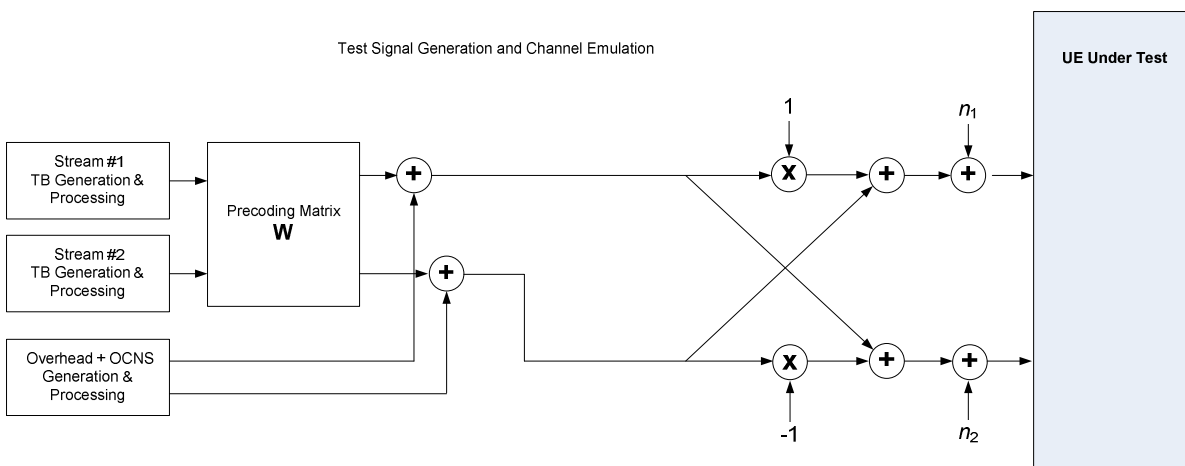 Test Signal Generation and Channel Emulation
UE Under Test
1
n1
Stream #1
TB Generation &
Processing
+
x
+
+
Precoding Matrix
W
Stream #2
TB Generation &
Processing
+
Overhead + OCNS
Generation &
Processing
x
+
+
-1
n2